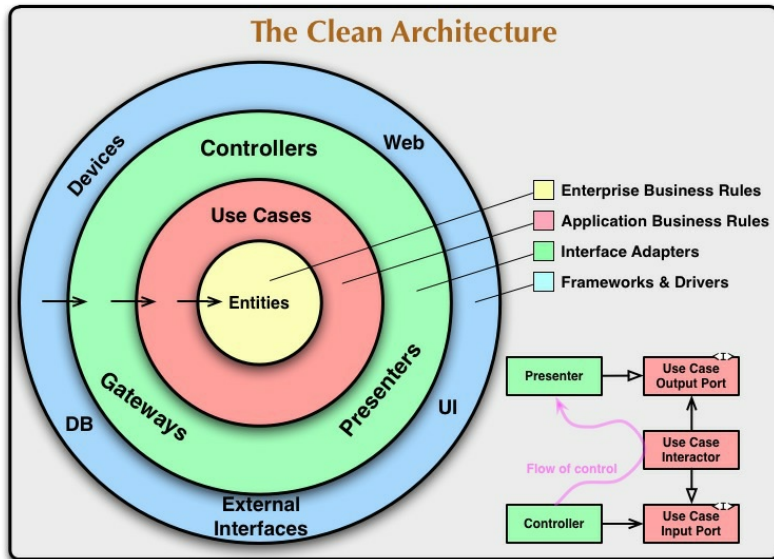 The Clean Architecture
Devices
Web
Controllers
Use Cases
Entities
Gateways
Presenters
DB
UI
External
Interfaces
Enterprise Business Rules
Application Business Rules
Interface Adapters
Frameworks & Drivers
Presenter
<I>
Use Case
Output Port
Use Case
Interactor
Flow of control
Controller
<I>
Use Case
Input Port